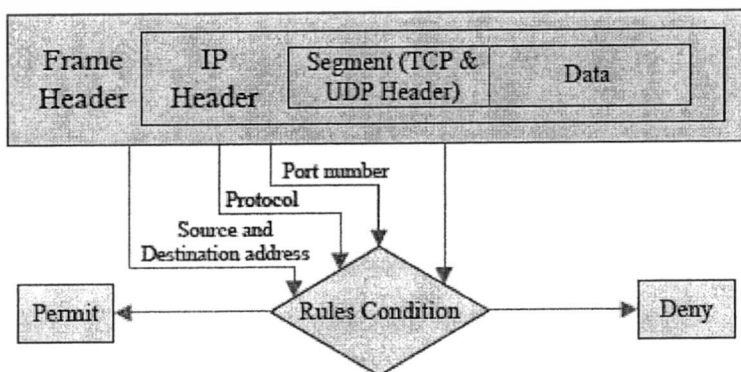 Frame
Header
IP
Header
Segment (TCP &
UDP Header)
Data
Port number
Protocol
Source and
Destination address
Permit
Rules Condition
Deny